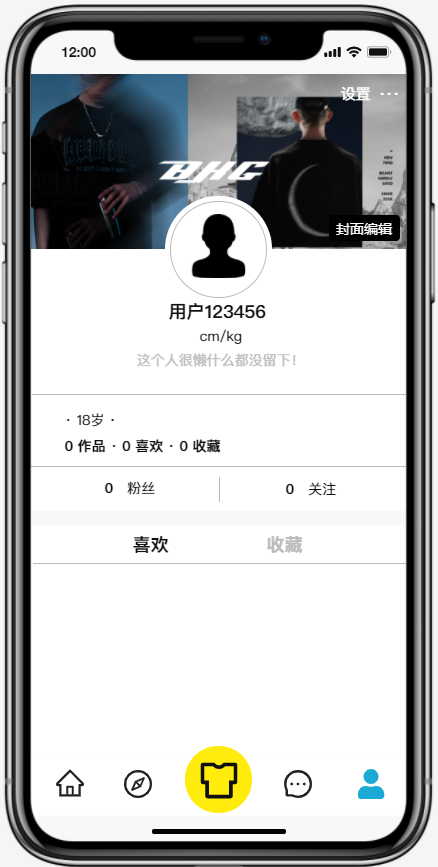 12:00
设置 ···
BHG
封面编辑
用户123456
cm/kg
这个人很懒什么都没留下！
· 18岁 ·
0 作品 · 0 喜欢 · 0 收藏
0 粉丝
0 关注
喜欢
收藏